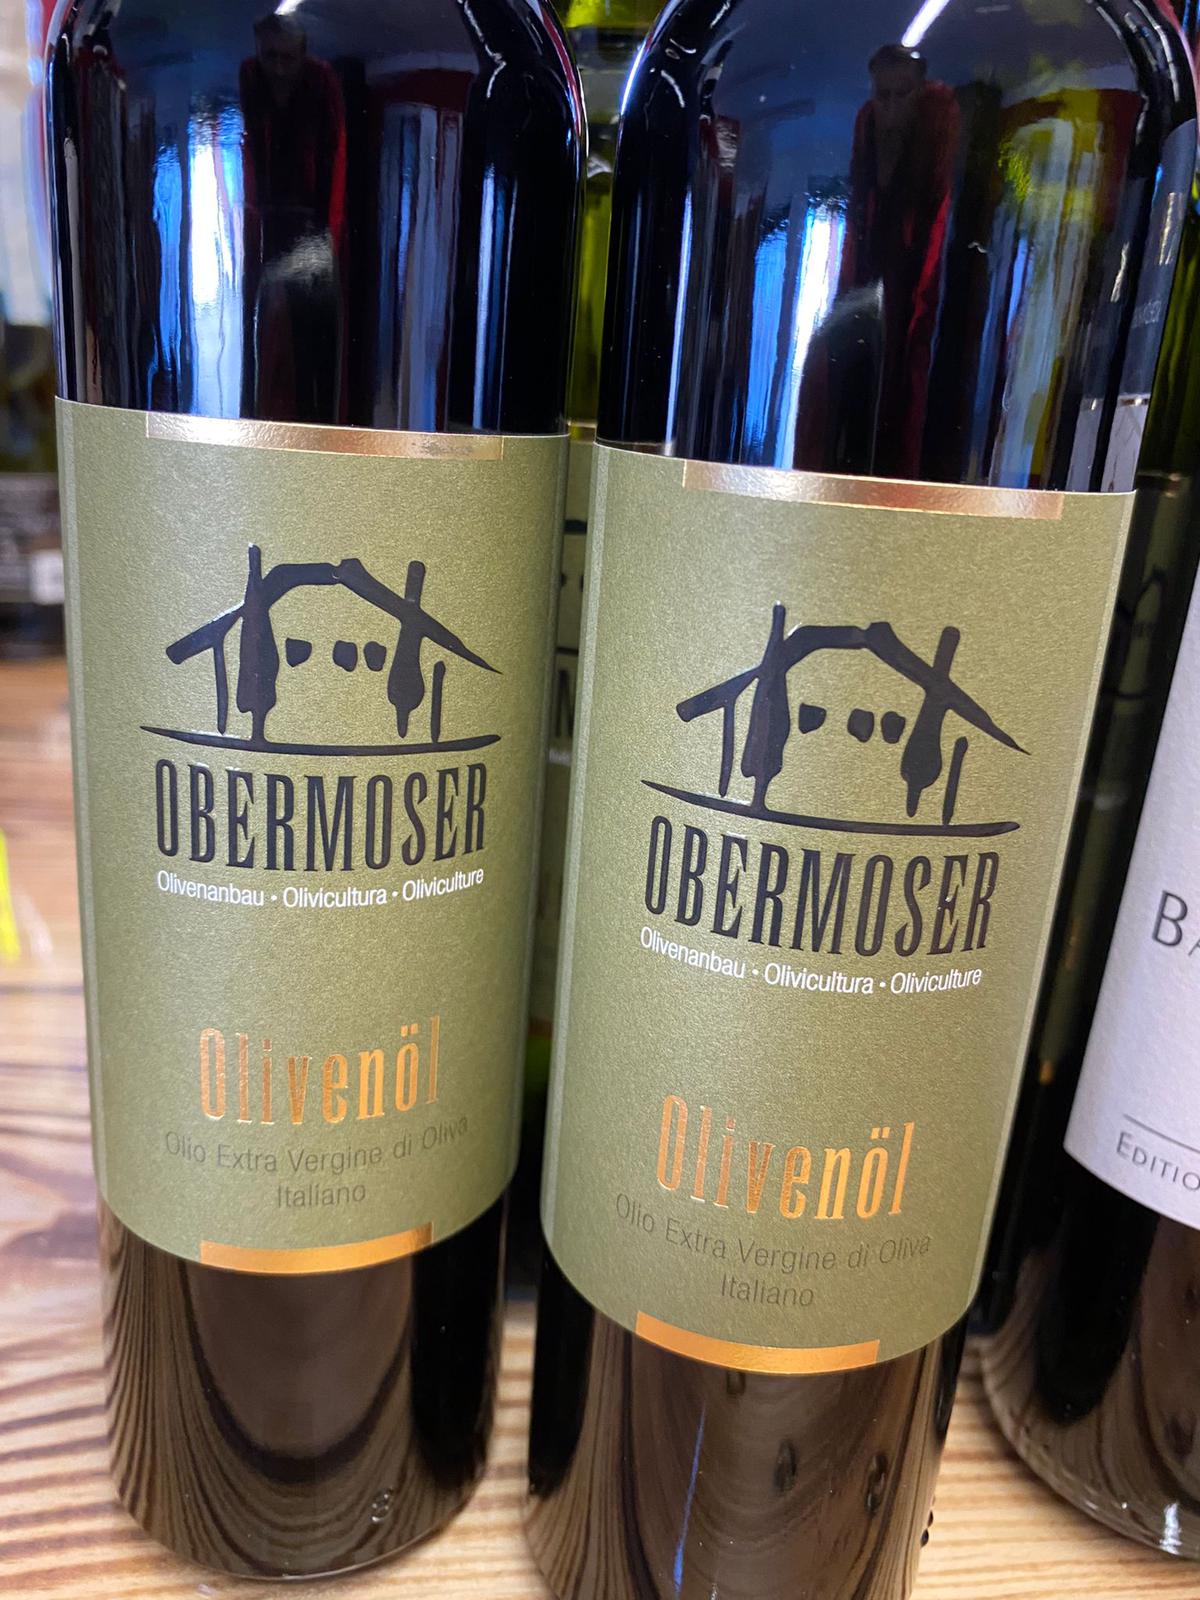 OBERMOSER
Olivenanbau • Olivicultura • Oliviculture
Olivenöl
Olio Extra Vergine di Oliva
Italiano
OBERMOSER
Olivenanbau • Olivicultura • Oliviculture
Olivenöl
Olio Extra Vergine di Oliva
Italiano